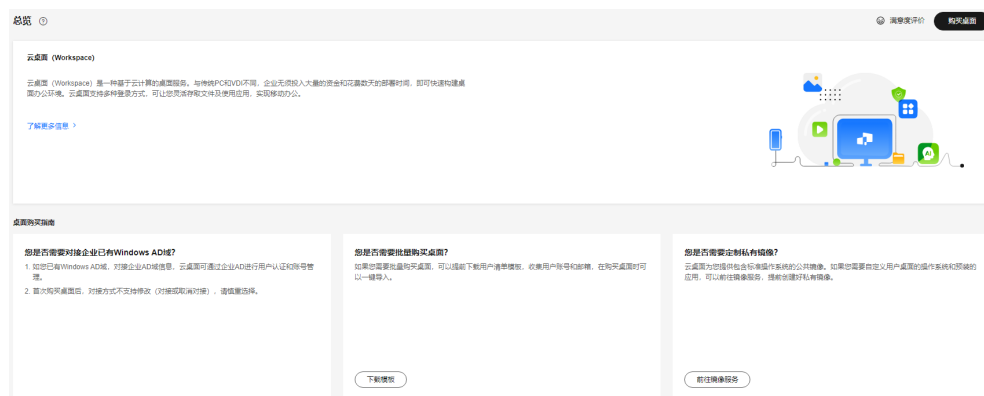 总览
满意度评价
购买桌面
云桌面 (Workspace)
云桌面 (Workspace) 是一种基于云计算的桌面服务。与传统PC和VDI不同，企业无须投入大量的资金和花费数天的部署时间，即可快速构建桌
面办公环境。云桌面支持多种登录方式，可让您灵活存取文件及使用应用，实现移动办公。
了解更多信息 >
AI
桌面购买指南
您是否需要对接企业已有Windows AD域?
1. 如您已有Windows AD域，对接企业AD域信息，云桌面可通过企业AD进行用户认证和账号管
理。
2. 首次购买桌面后，对接方式不支持修改（对接或取消对接），请慎重选择。
您是否需要批量购买桌面?
如果您需要批量购买桌面，可以提前下载用户清单模板，收集用户账号和邮箱，在购买桌面时可
以一键导入。
下载模板
您是否需要定制私有镜像?
云桌面为您提供包含标准操作系统的公共镜像。如果您需要自定义用户桌面的操作系统和预装的
应用，可以前往镜像服务，提前创建好私有镜像。
前往镜像服务